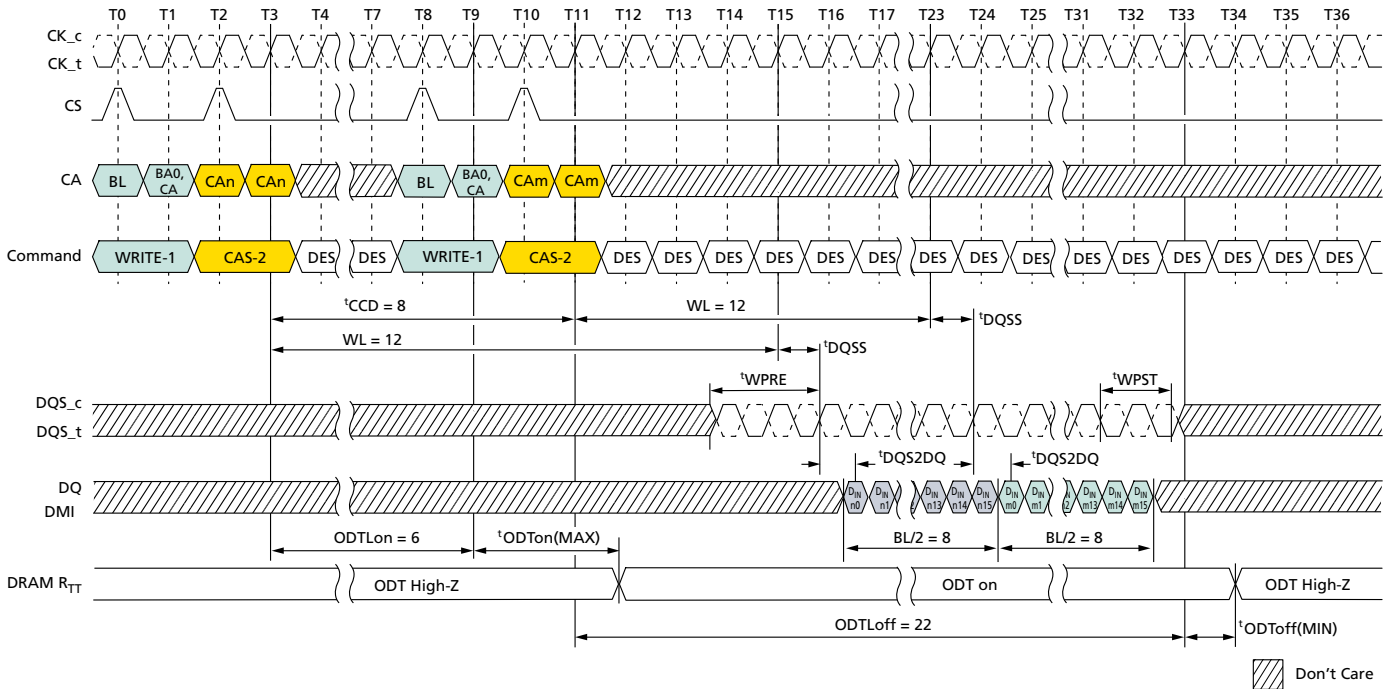 T0 T1 T2 T3 T4 T7 T8 T9 T10 T11 T12 T13 T14 T15 T16 T17 T23 T24 T25 T31 T32 T33 T34 T35 T36
CK_c
CK_t
CS
CA BL BA0, CA CAn CAn BL BA0, CA CAm CAm
Command WRITE-1 CAS-2 DES DES WRITE-1 CAS-2 DES DES DES DES DES DES DES DES DES DES DES DES DES DES DES
tCCD = 8 WL = 12 tDQSS
WL = 12 tDQSS
tWPRE tWPST
DQS_c
DQS_t
tDQS2DQ tDQS2DQ
DQ
DMI
DIN n0 DIN n1 DIN n13 DIN n14 DIN n15 DIN m0 DIN m1 DIN m13 DIN m14 DIN m15
ODTLon = 6 tODTon(MAX) BL/2 = 8 BL/2 = 8
DRAM RTT ODT High-Z ODT on ODT High-Z
ODTLoff = 22 tODToff(MIN)
Don't Care